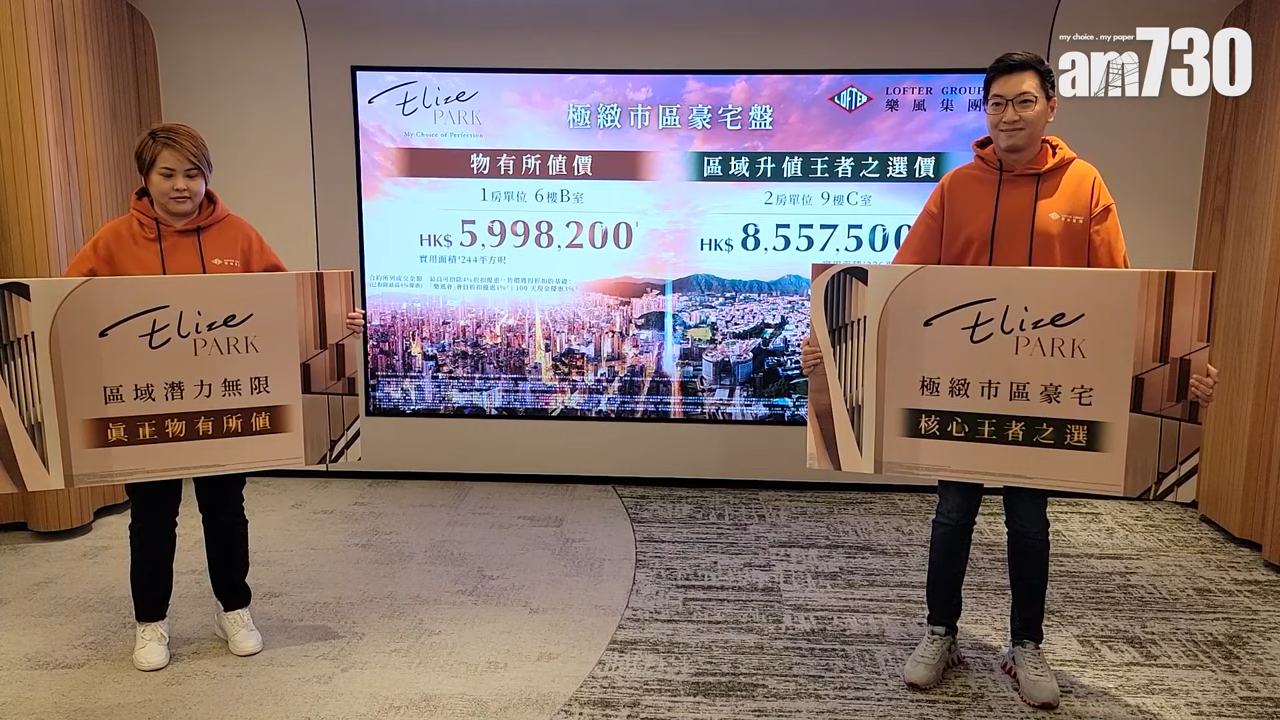 my choice . my paper
am730
Elize
PARK
My Choice of Perfection
極緻市區豪宅盤
LOFTER
LOFTER GROUP
樂風集團
物有所值價
1房單位 6樓B室
HK$ 5,998,200
實用面積 244平方呎
區域升值王者之選價
2房單位 9樓C室
HK$ 8,557,500
Elize
PARK
區域潛力無限
真正物有所值
Elize
PARK
極緻市區豪宅
核心王者之選